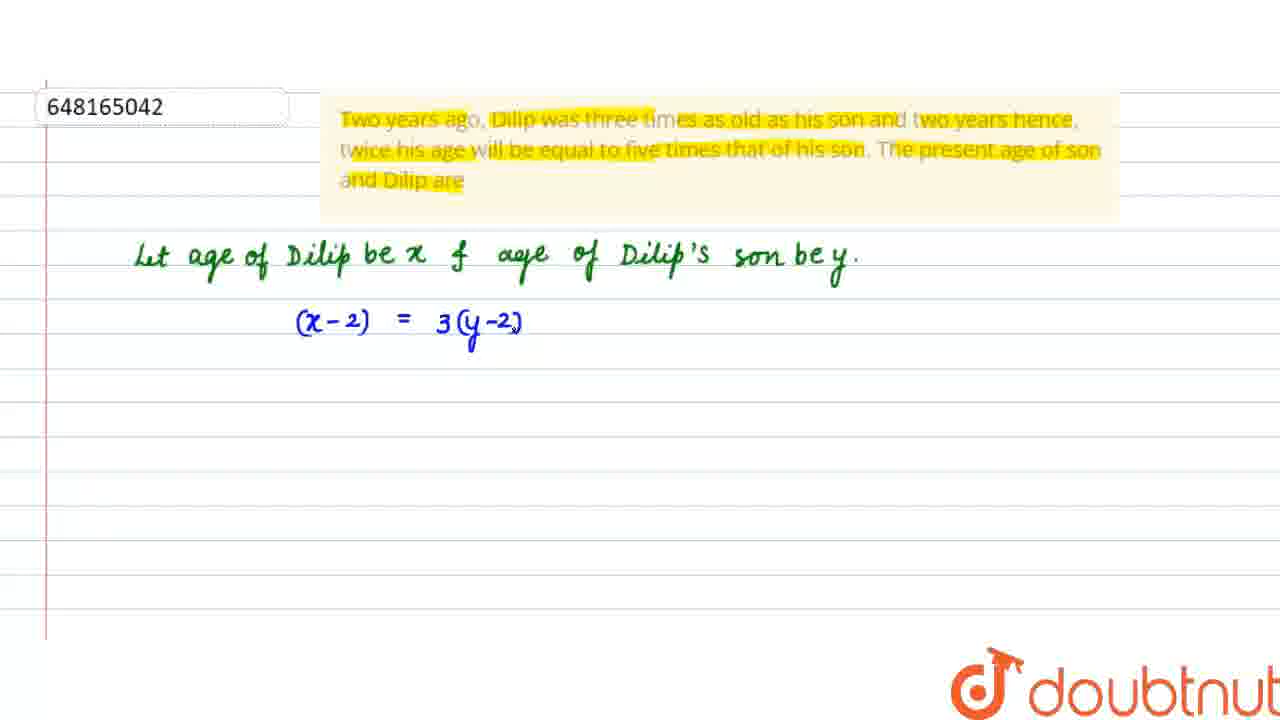 648165042
Two years ago, Dilip was three times as old as his son and two years hence,
twice his age will be equal to five times that of his son. The present age of son
and Dilip are
Let age of Dilip be x & age of Dilip's son be y.
(x-2) = 3(y-2)
doubtnut